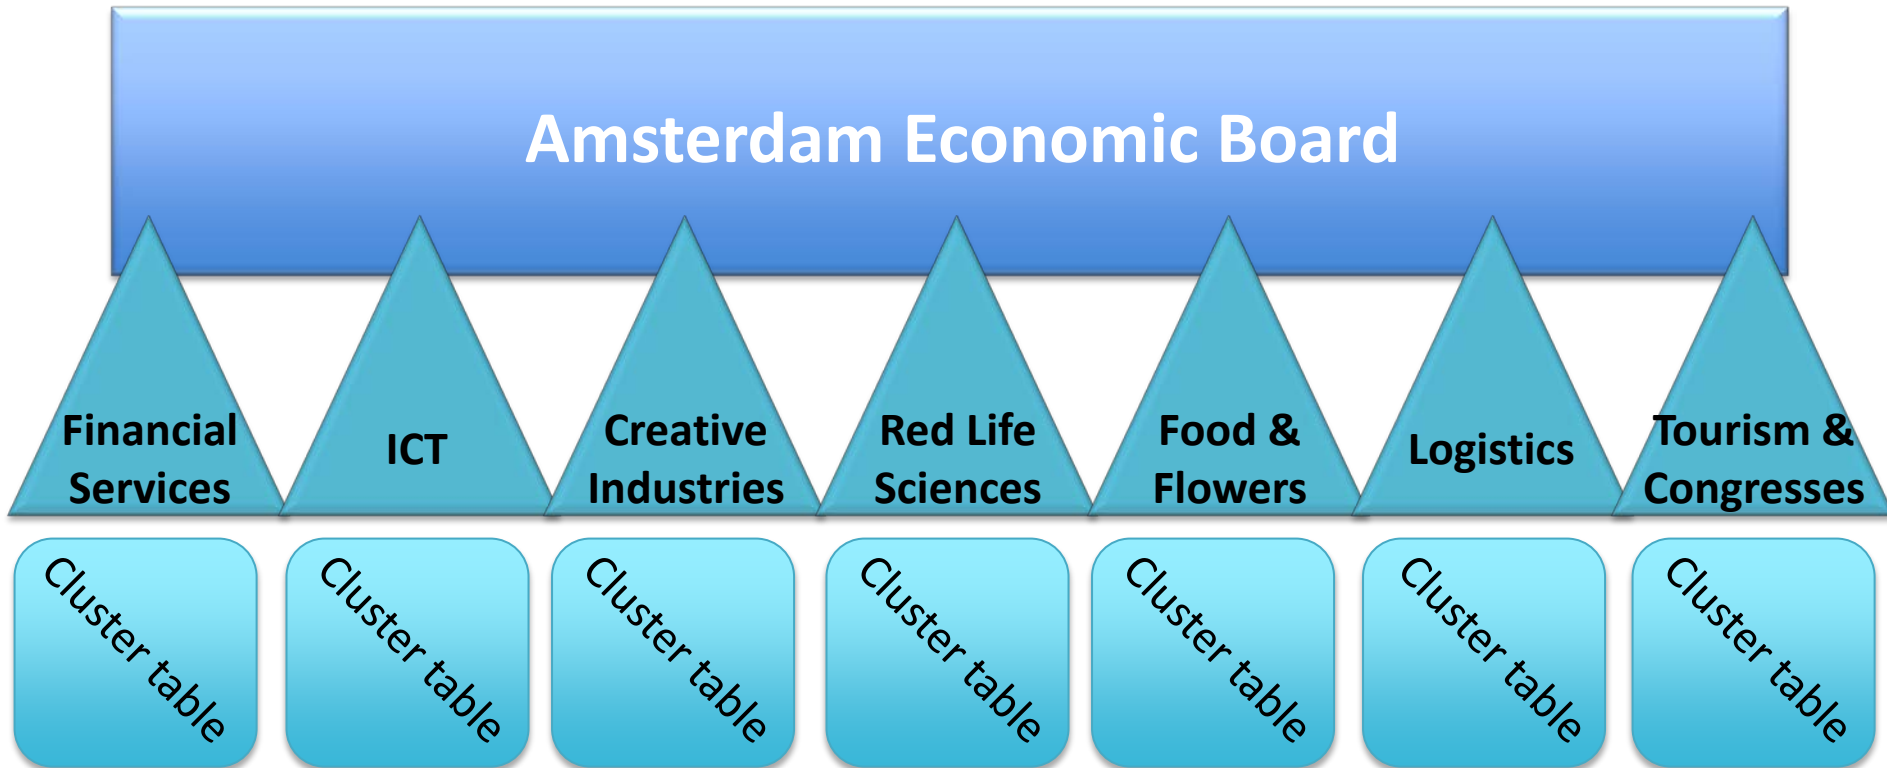 Amsterdam Economic Board
Financial
Services
ICT
Creative
Industries
Red Life
Sciences
Food &
Flowers
Logistics
Tourism &
Congresses
Cluster table
Cluster table
Cluster table
Cluster table
Cluster table
Cluster table
Cluster table